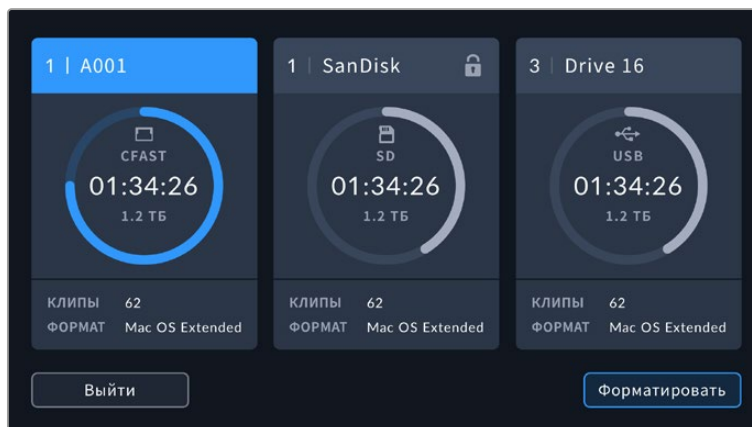 1 | A001
CFAST
01:34:26
1.2 ТБ
КЛИПЫ 62
ФОРМАТ Mac OS Extended
1 | SanDisk
SD
01:34:26
1.2 ТБ
КЛИПЫ 62
ФОРМАТ Mac OS Extended
3 | Drive 16
USB
01:34:26
1.2 ТБ
КЛИПЫ 62
ФОРМАТ Mac OS Extended
Выйти
Форматировать